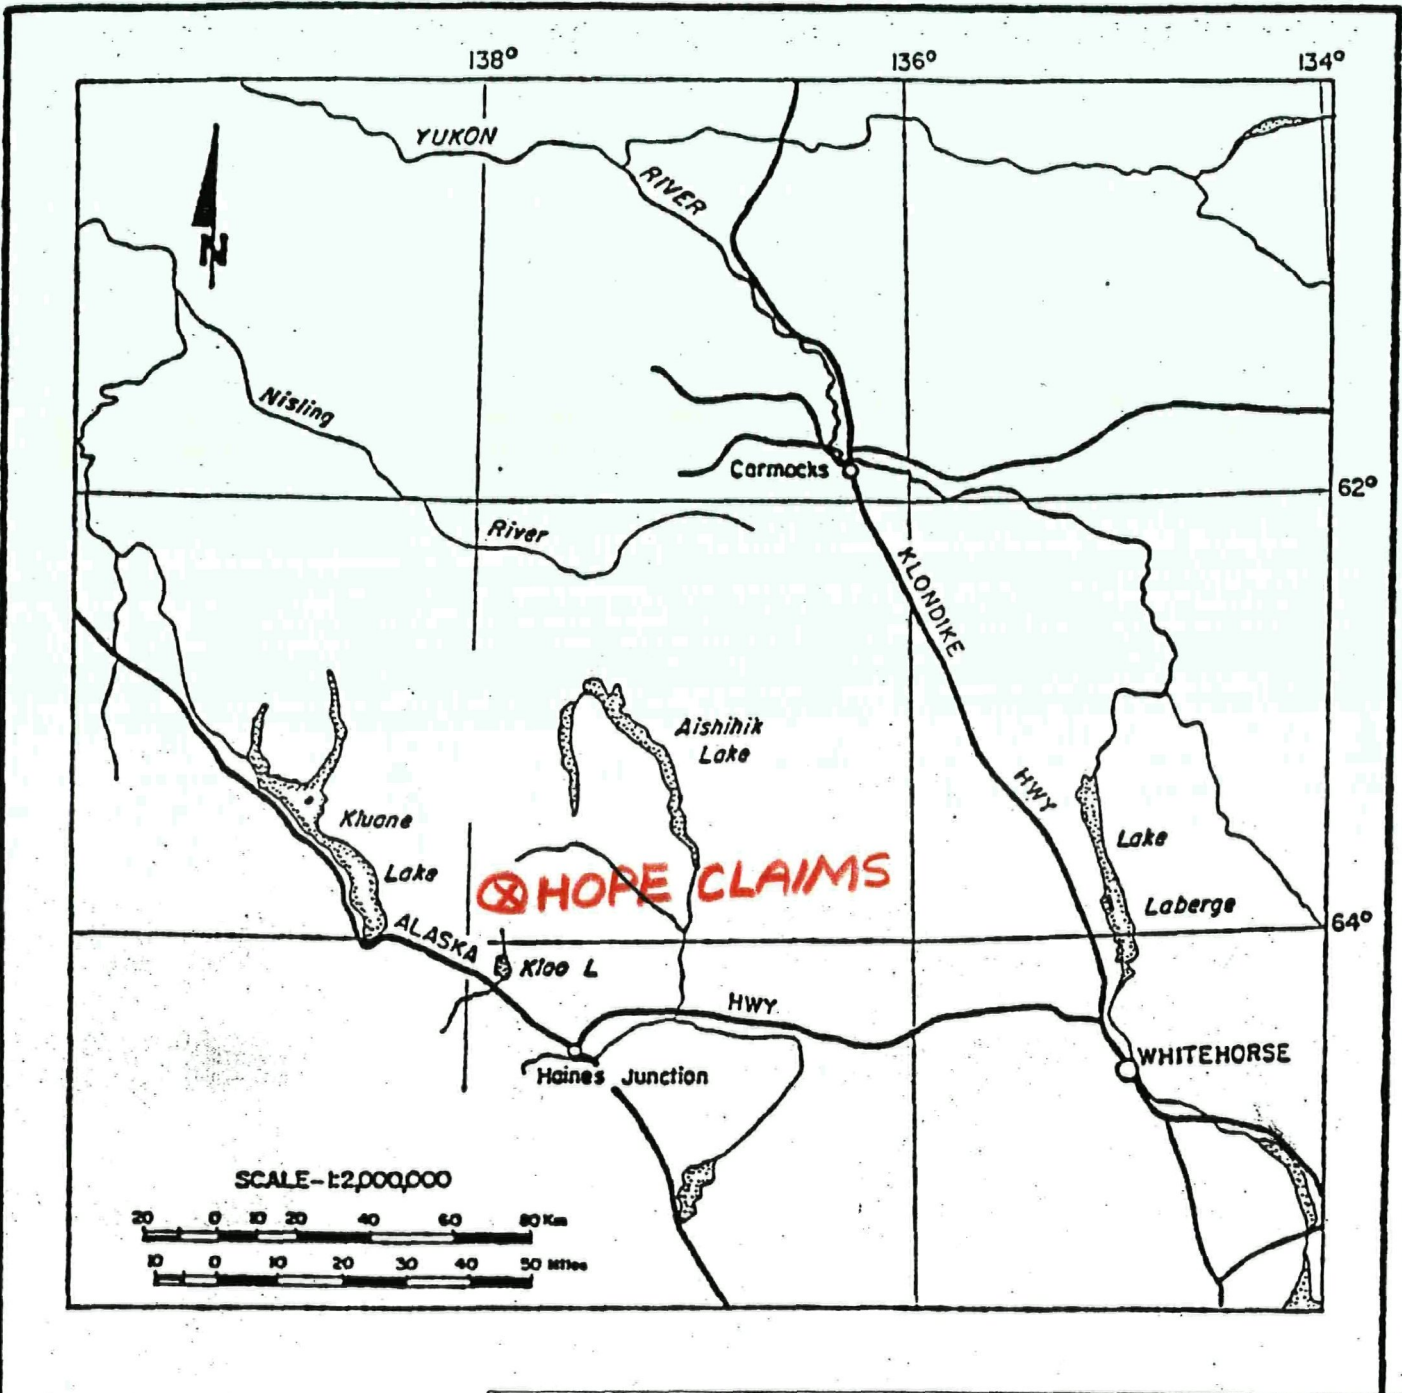 138°
136°
134°
YUKON
RIVER
N
Nisling
Carmacks
62°
River
KLONDIKE
Aishihik
Lake
HWY
Kluane
Lake
Lake
HOPE CLAIMS
Laberge
64°
ALASKA
Kloo L
HWY
WHITEHORSE
Haines Junction
SCALE-1:2,000,000
20 0 10 20 40 60 80 Km
10 0 10 20 30 40 50 Miles